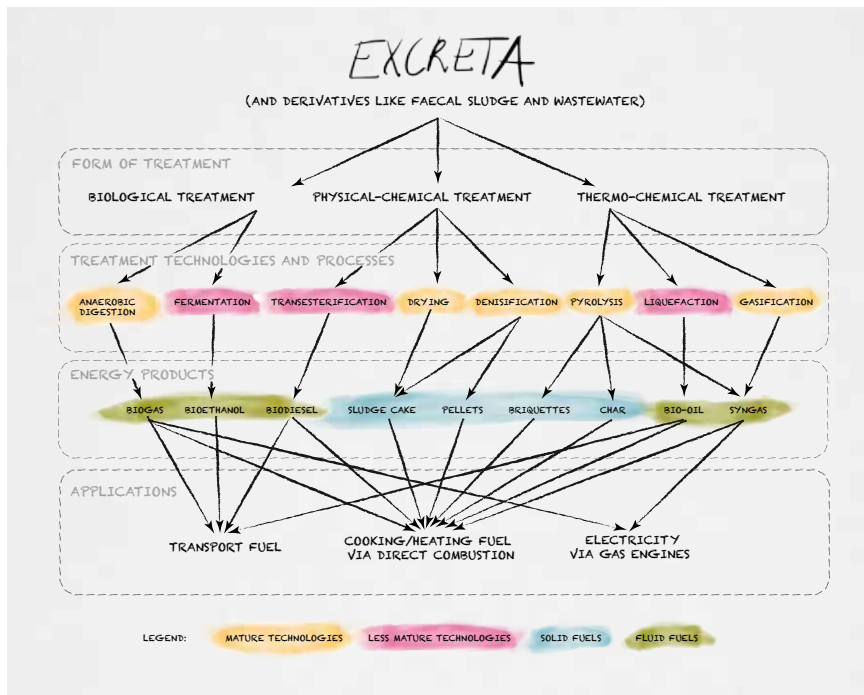 EXCRETA
(AND DERIVATIVES LIKE FAECAL SLUDGE AND WASTEWATER)
FORM OF TREATMENT
BIOLOGICAL TREATMENT
PHYSICAL-CHEMICAL TREATMENT
THERMO-CHEMICAL TREATMENT
TREATMENT TECHNOLOGIES AND PROCESSES
ANAEROBIC
DIGESTION
FERMENTATION
TRANSESTERIFICATION
DRYING
DENISIFICATION
PYROLYSIS
LIQUEFACTION
GASIFICATION
ENERGY PRODUCTS
BIOGAS
BIOETHANOL
BIODIESEL
SLUDGE CAKE
PELLETS
BRIQUETTES
CHAR
BIO-OIL
SYNGAS
APPLICATIONS
TRANSPORT FUEL
COOKING/HEATING FUEL
VIA DIRECT COMBUSTION
ELECTRICITY
VIA GAS ENGINES
LEGEND:
MATURE TECHNOLOGIES
LESS MATURE TECHNOLOGIES
SOLID FUELS
FLUID FUELS